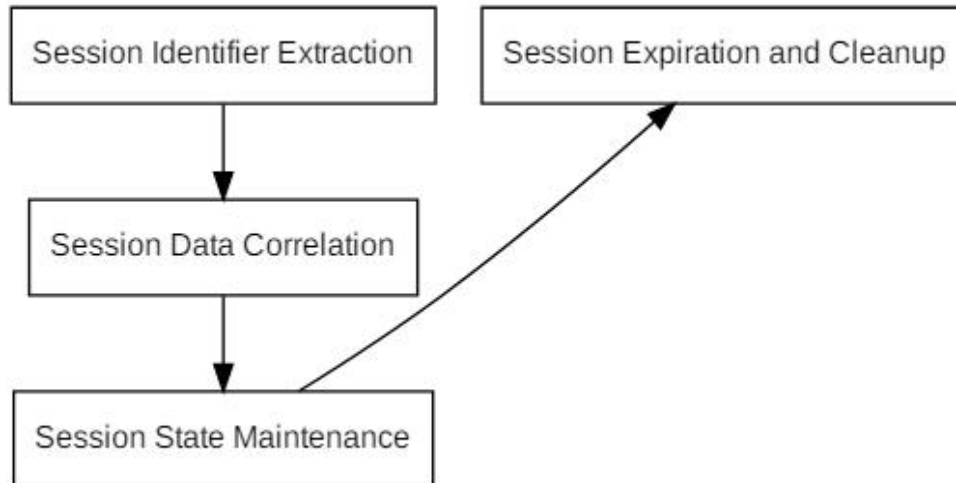 Session Identifier Extraction
Session Expiration and Cleanup
Session Data Correlation
Session State Maintenance